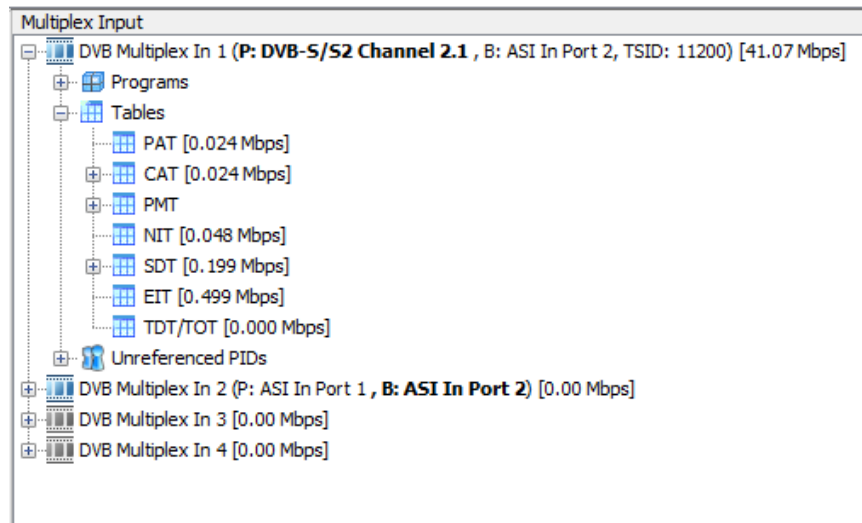 Multiplex Input
DVB Multiplex In 1 (P: DVB-S/S2 Channel 2.1 , B: ASI In Port 2, TSID: 11200) [41.07 Mbps]
Programs
Tables
PAT [0.024 Mbps]
CAT [0.024 Mbps]
PMT
NIT [0.048 Mbps]
SDT [0.199 Mbps]
EIT [0.499 Mbps]
TDT/TOT [0.000 Mbps]
Unreferenced PIDs
DVB Multiplex In 2 (P: ASI In Port 1 , B: ASI In Port 2) [0.00 Mbps]
DVB Multiplex In 3 [0.00 Mbps]
DVB Multiplex In 4 [0.00 Mbps]